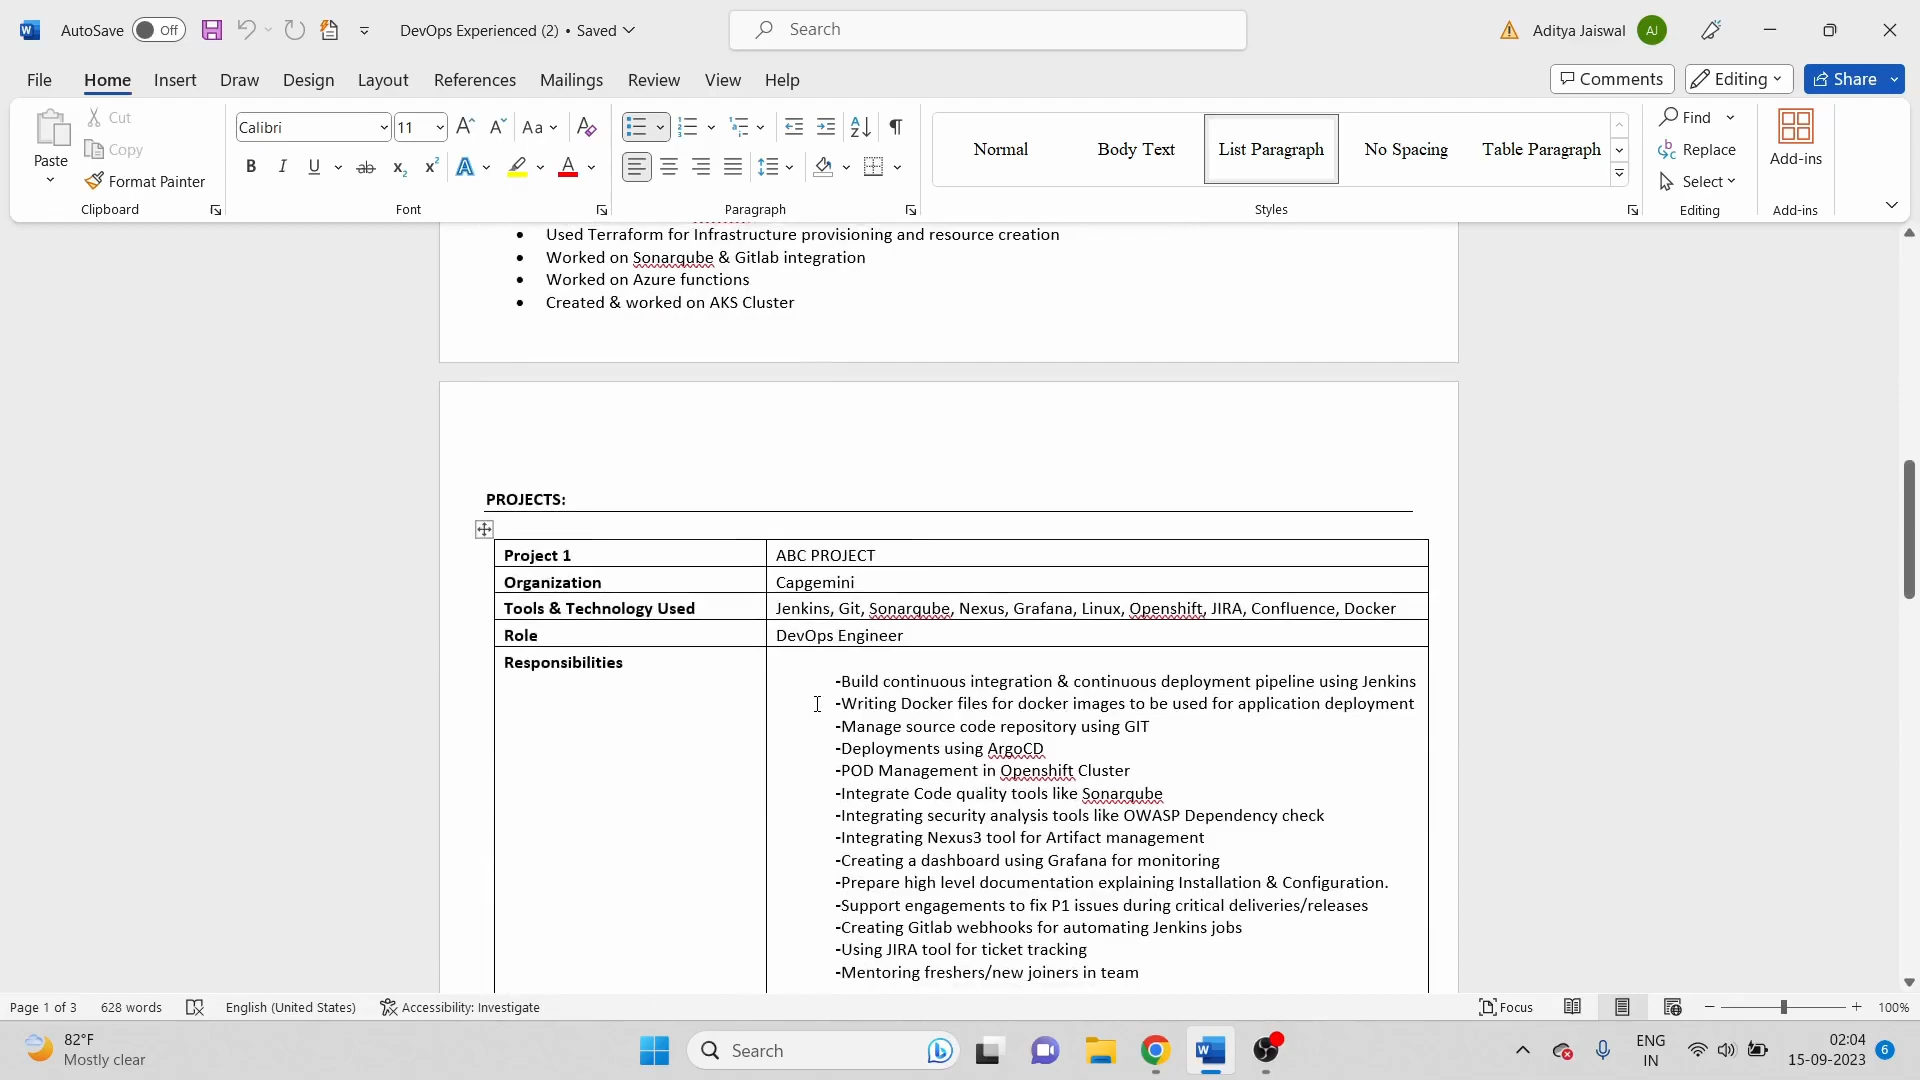 AutoSave Off DevOps Experienced (2) • Saved Search Aditya Jaiswal AJ
File Home Insert Draw Design Layout References Mailings Review View Help Comments Editing Share
Paste Cut Copy Format Painter Clipboard
Calibri 11 Aa B I U ab x₂ x² A A Font
Paragraph
Normal Body Text List Paragraph No Spacing Table Paragraph Styles
Find Replace Select Editing
Add-ins Add-ins
• Used Terraform for Infrastructure provisioning and resource creation
• Worked on Sonarqube & Gitlab integration
• Worked on Azure functions
• Created & worked on AKS Cluster
PROJECTS:
Project 1 ABC PROJECT
Organization Capgemini
Tools & Technology Used Jenkins, Git, Sonarqube, Nexus, Grafana, Linux, Openshift, JIRA, Confluence, Docker
Role DevOps Engineer
Responsibilities
-Build continuous integration & continuous deployment pipeline using Jenkins
-Writing Docker files for docker images to be used for application deployment
-Manage source code repository using GIT
-Deployments using ArgoCD
-POD Management in Openshift Cluster
-Integrate Code quality tools like Sonarqube
-Integrating security analysis tools like OWASP Dependency check
-Integrating Nexus3 tool for Artifact management
-Creating a dashboard using Grafana for monitoring
-Prepare high level documentation explaining Installation & Configuration.
-Support engagements to fix P1 issues during critical deliveries/releases
-Creating Gitlab webhooks for automating Jenkins jobs
-Using JIRA tool for ticket tracking
-Mentoring freshers/new joiners in team
Page 1 of 3 628 words English (United States) Accessibility: Investigate Focus 100%
82°F
Mostly clear
Search
ENG
IN
02:04
15-09-2023
6